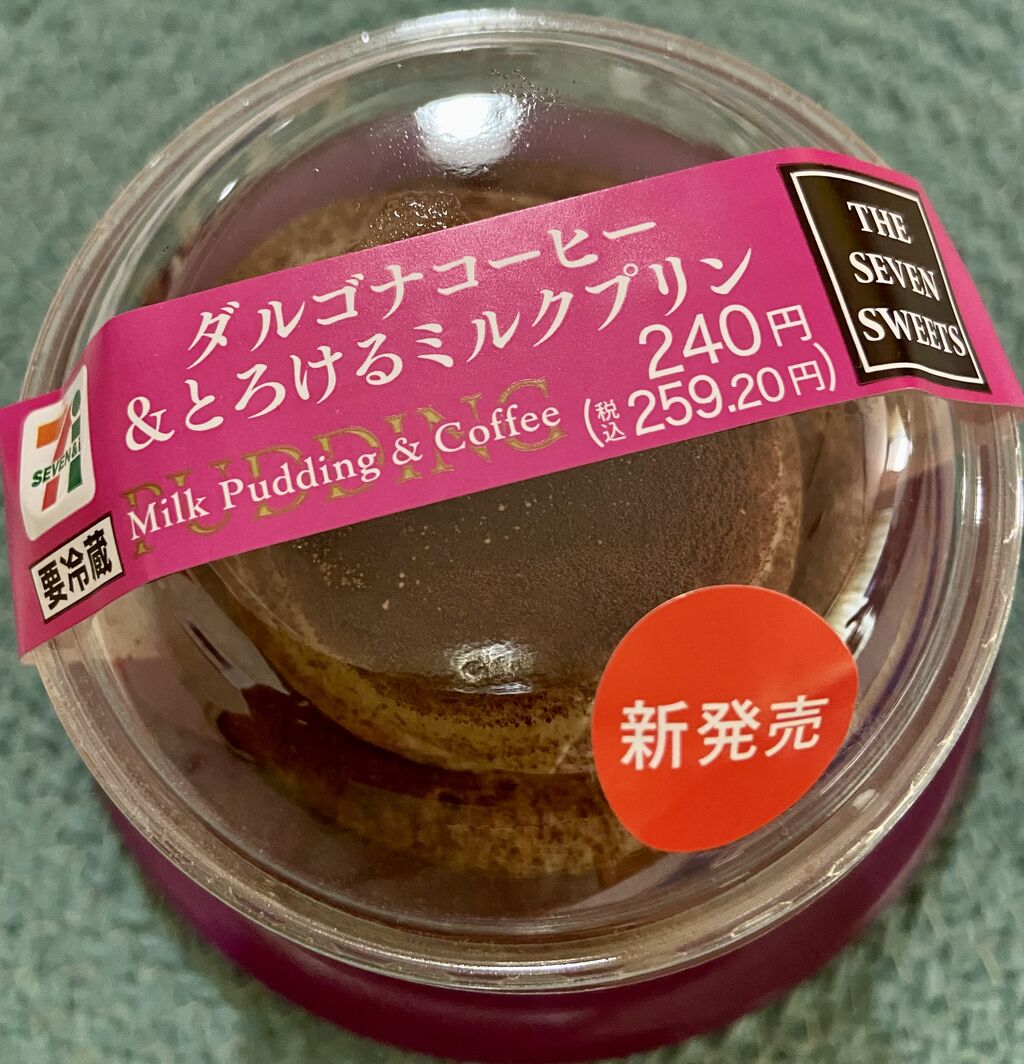 ダルゴナコーヒー
&とろけるミルクプリン
240円
(税込259.20円)
PUDDING
Milk Pudding & Coffee
THE
SEVEN
SWEETS
SEVEN&i
要冷蔵
新発売